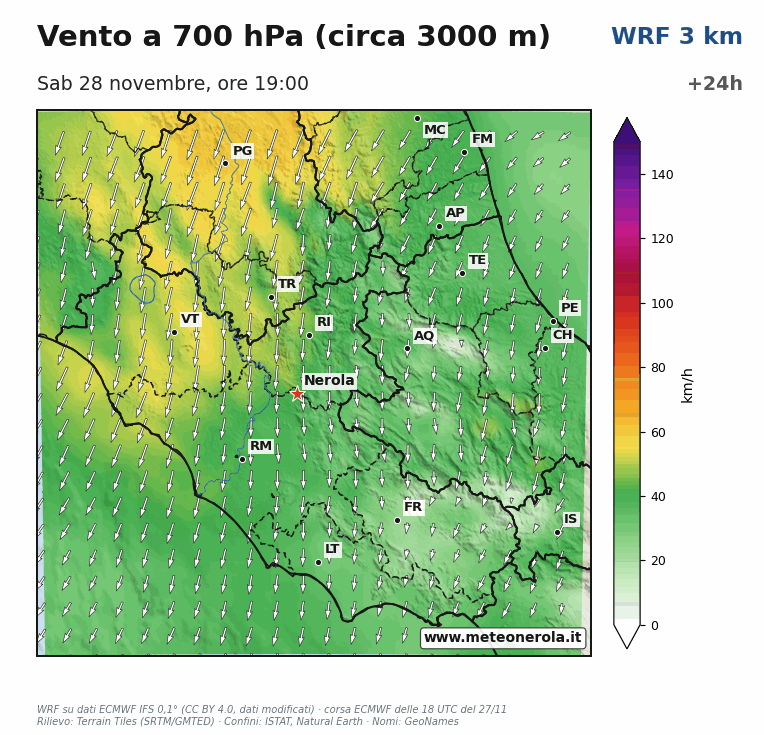 Vento a 700 hPa (circa 3000 m)
WRF 3 km
Sab 28 novembre, ore 19:00
+24h
MC
FM
PG
AP
TE
TR
PE
VT
RI
AQ
CH
Nerola
RM
FR
IS
LT
www.meteonerola.it
140
120
100
80
60
40
20
0
km/h
WRF su dati ECMWF IFS 0,1° (CC BY 4.0, dati modificati) · corsa ECMWF delle 18 UTC del 27/11
Rilievo: Terrain Tiles (SRTM/GMTED) · Confini: ISTAT, Natural Earth · Nomi: GeoNames